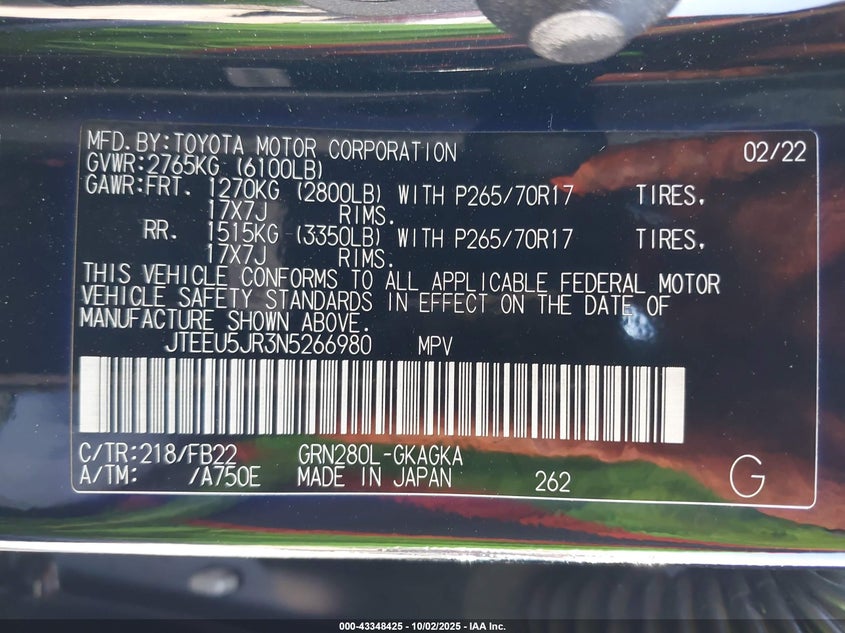 MFD.BY:TOYOTA MOTOR CORPORATION 02/22
GVWR:2765KG (6100LB)
GAWR:FRT. 1270KG (2800LB) WITH P265/70R17 TIRES.
17X7J RIMS.
RR. 1515KG (3350LB) WITH P265/70R17 TIRES.
17X7J RIMS.
THIS VEHICLE CONFORMS TO ALL APPLICABLE FEDERAL MOTOR
VEHICLE SAFETY STANDARDS IN EFFECT ON THE DATE OF
MANUFACTURE SHOWN ABOVE.
JTEEU5JR3N5266980 MPV
C/TR:218/FB22 GRN280L-GKAGKA
A/TM: /A750E MADE IN JAPAN 262 G
000-43348425 - 10/02/2025 - IAA Inc.